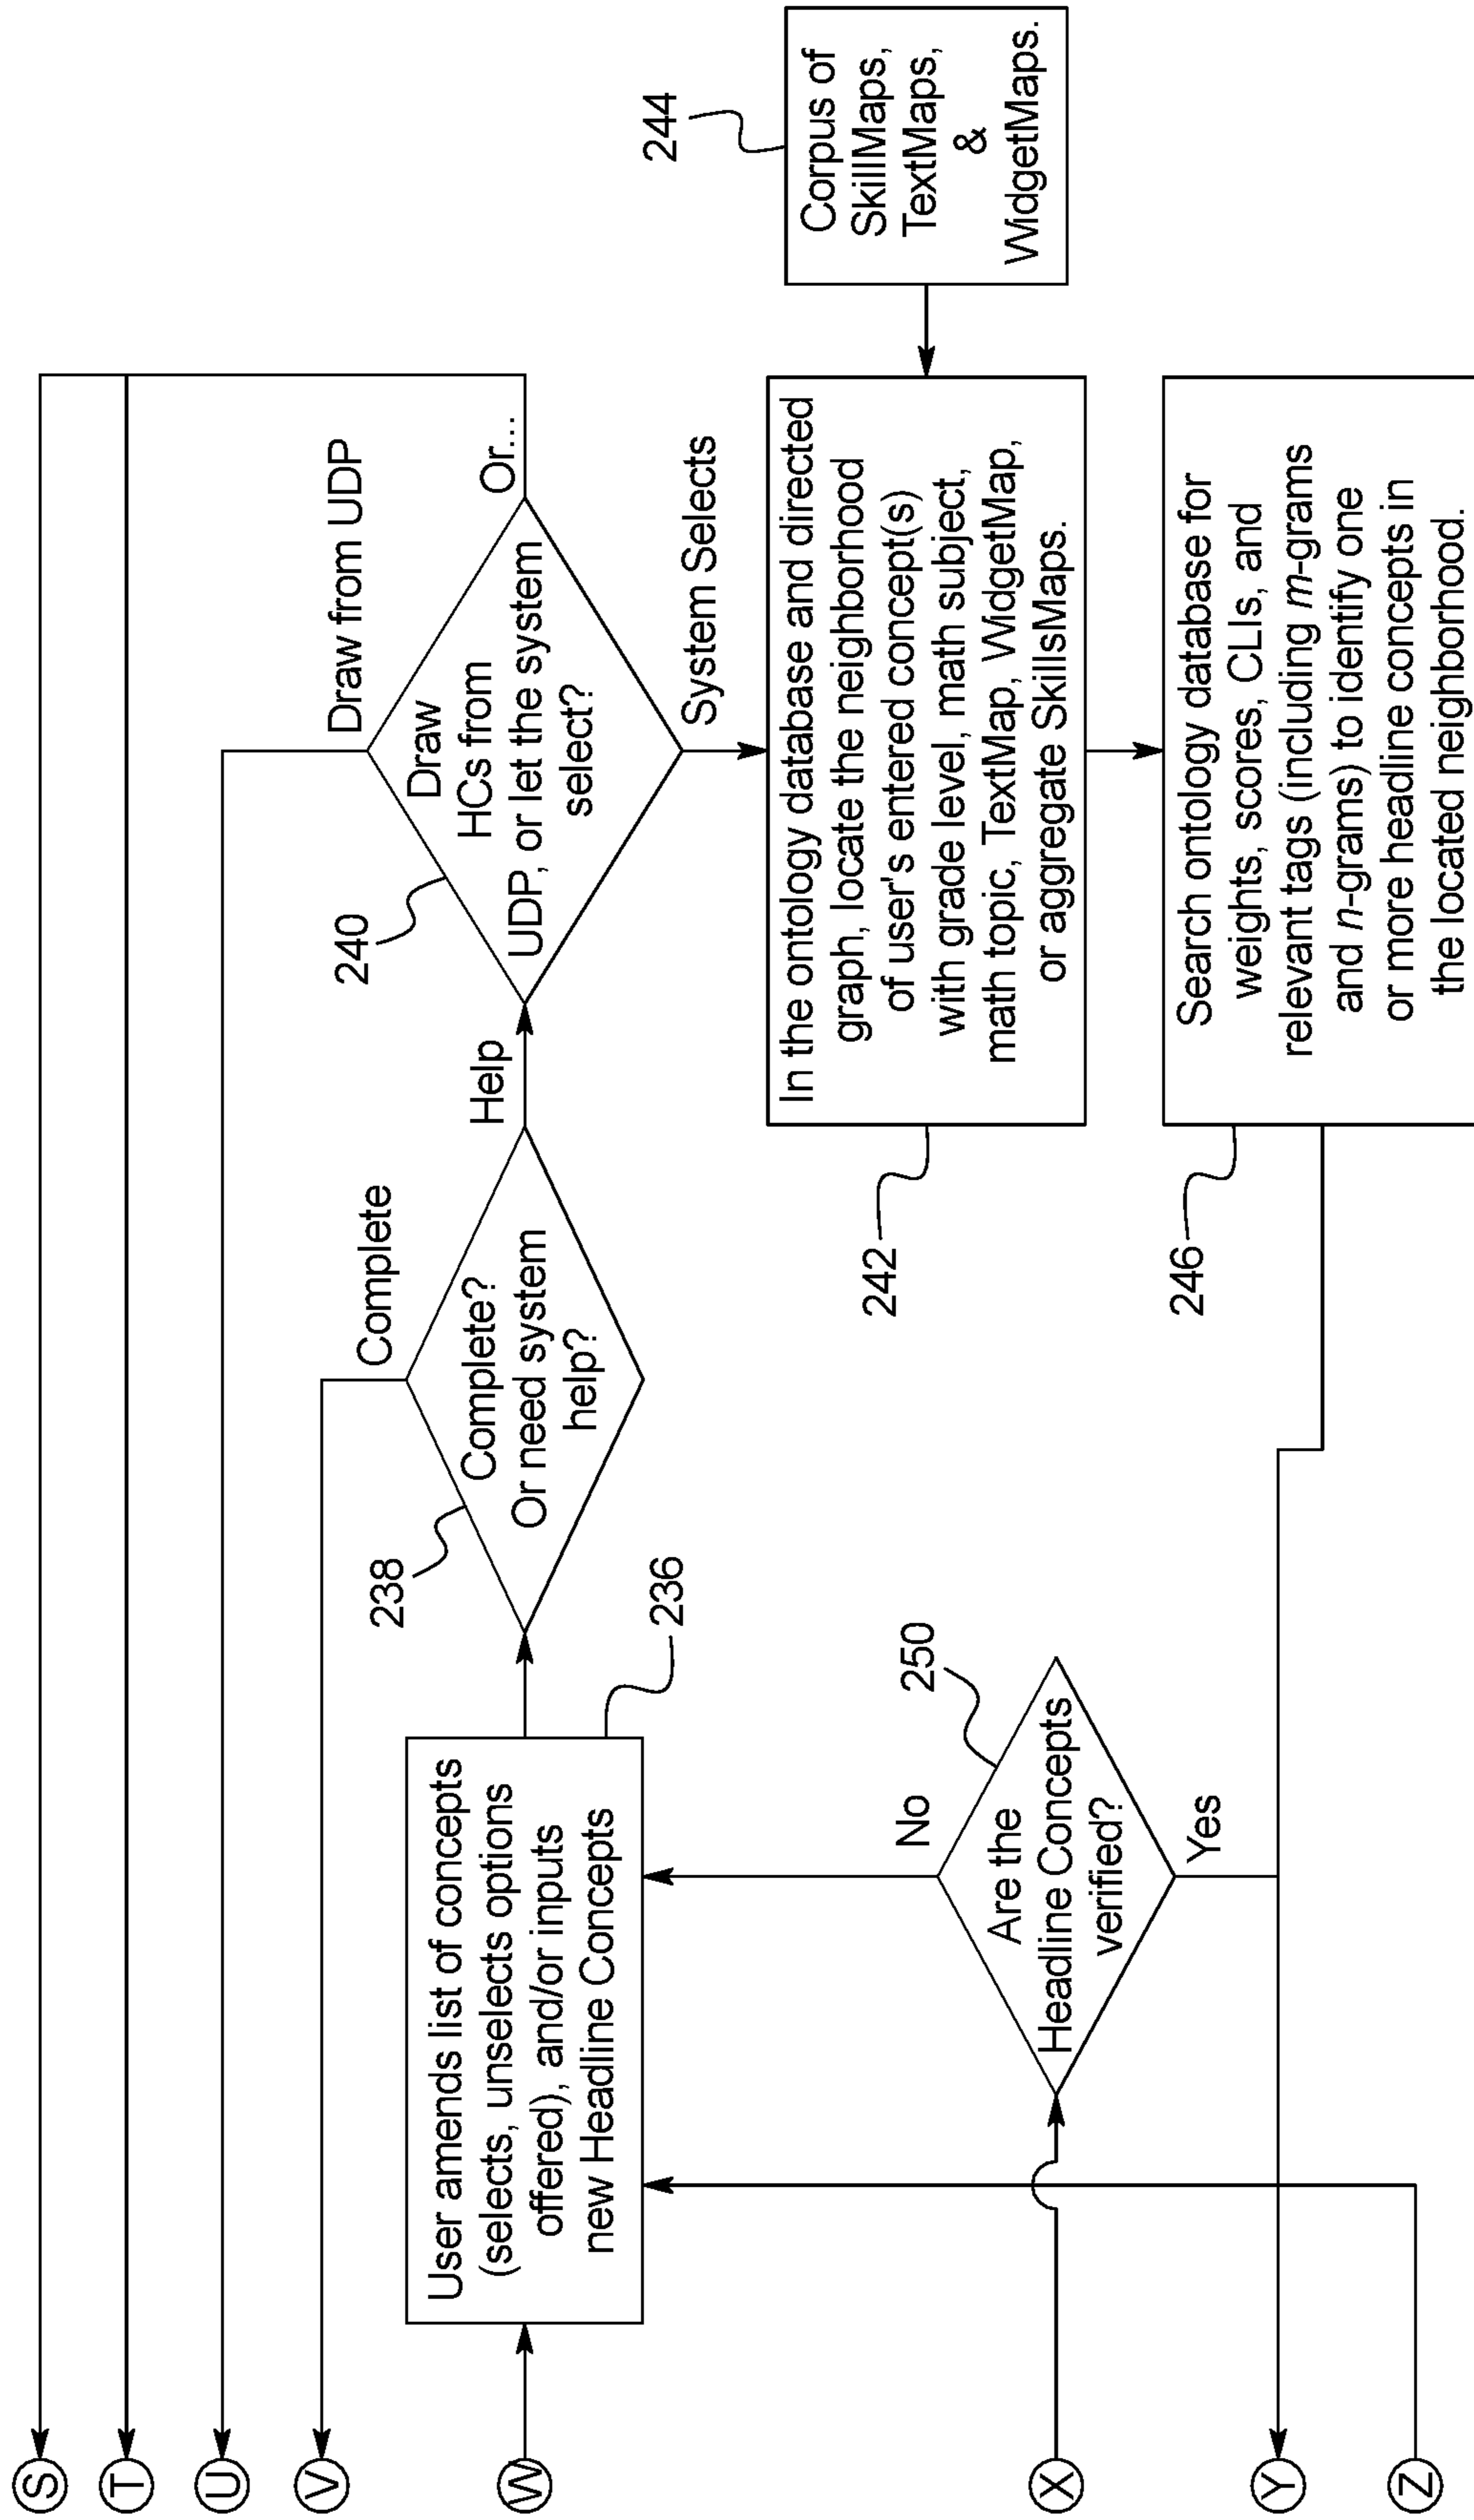 S
T
U
V
W
X
Y
Z
User amends list of concepts
(selects, unselects options
offered), and/or inputs
new Headline Concepts
236
238
Complete?
Or need system
help?
Complete
Help
240
Draw
HCs from
UDP, or let the system
select?
Draw from UDP
Or...
System Selects
242
In the ontology database and directed
graph, locate the neighborhood
of user's entered concept(s)
with grade level, math subject,
math topic, TextMap, WidgetMap,
or aggregate SkillsMaps.
244
Corpus of
SkillMaps,
TextMaps,
&
WidgetMaps.
246
Search ontology database for
weights, scores, CLIs, and
relevant tags (including m-grams
and n-grams) to identify one
or more headline concepts in
the located neighborhood.
250
Are the
Headline Concepts
verified?
No
Yes